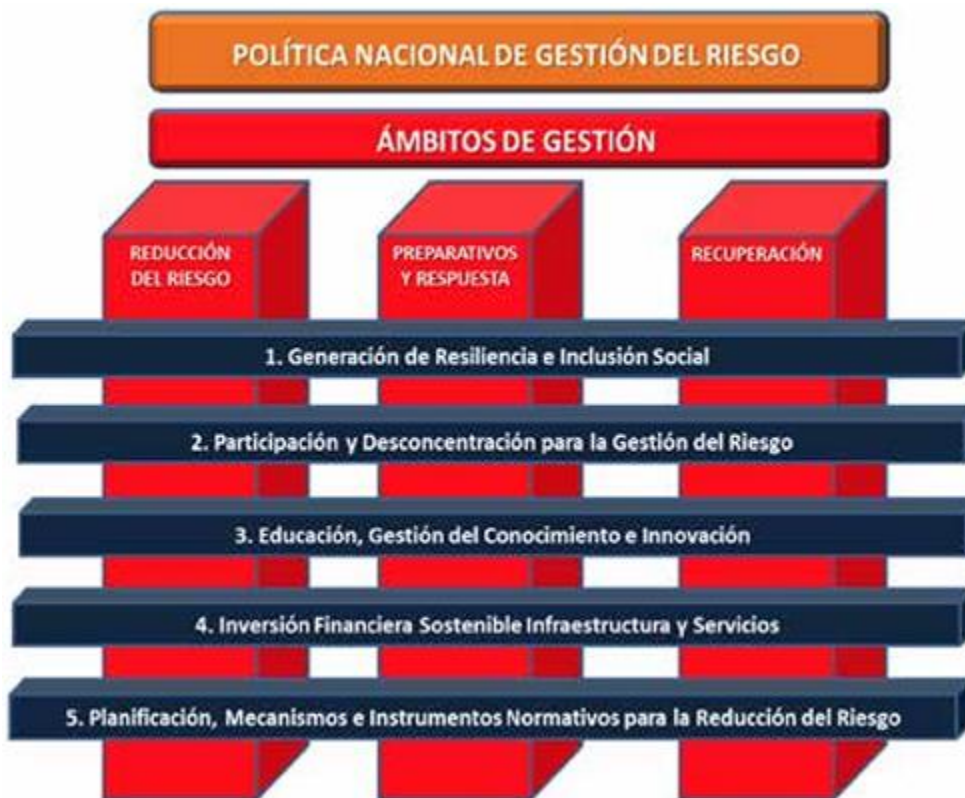 POLÍTICA NACIONAL DE GESTIÓN DEL RIESGO
ÁMBITOS DE GESTIÓN
REDUCCIÓN
DEL RIESGO
PREPARATIVOS
Y RESPUESTA
RECUPERACIÓN
1. Generación de Resiliencia e Inclusión Social
2. Participación y Desconcentración para la Gestión del Riesgo
3. Educación, Gestión del Conocimiento e Innovación
4. Inversión Financiera Sostenible Infraestructura y Servicios
5. Planificación, Mecanismos e Instrumentos Normativos para la Reducción del Riesgo